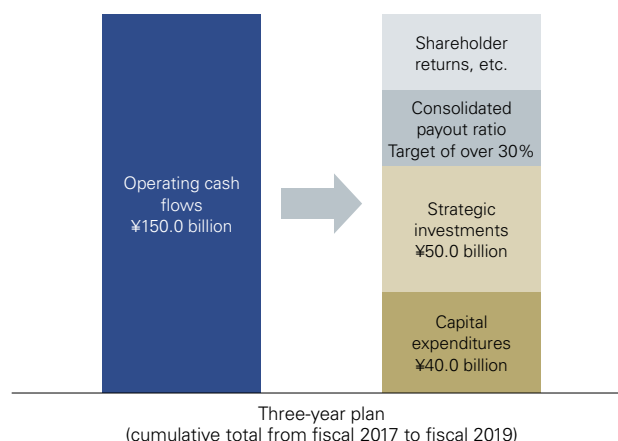 Operating cash
flows
¥150.0 billion
Shareholder
returns, etc.
Consolidated
payout ratio
Target of over 30%
Strategic
investments
¥50.0 billion
Capital
expenditures
¥40.0 billion
Three-year plan
(cumulative total from fiscal 2017 to fiscal 2019)